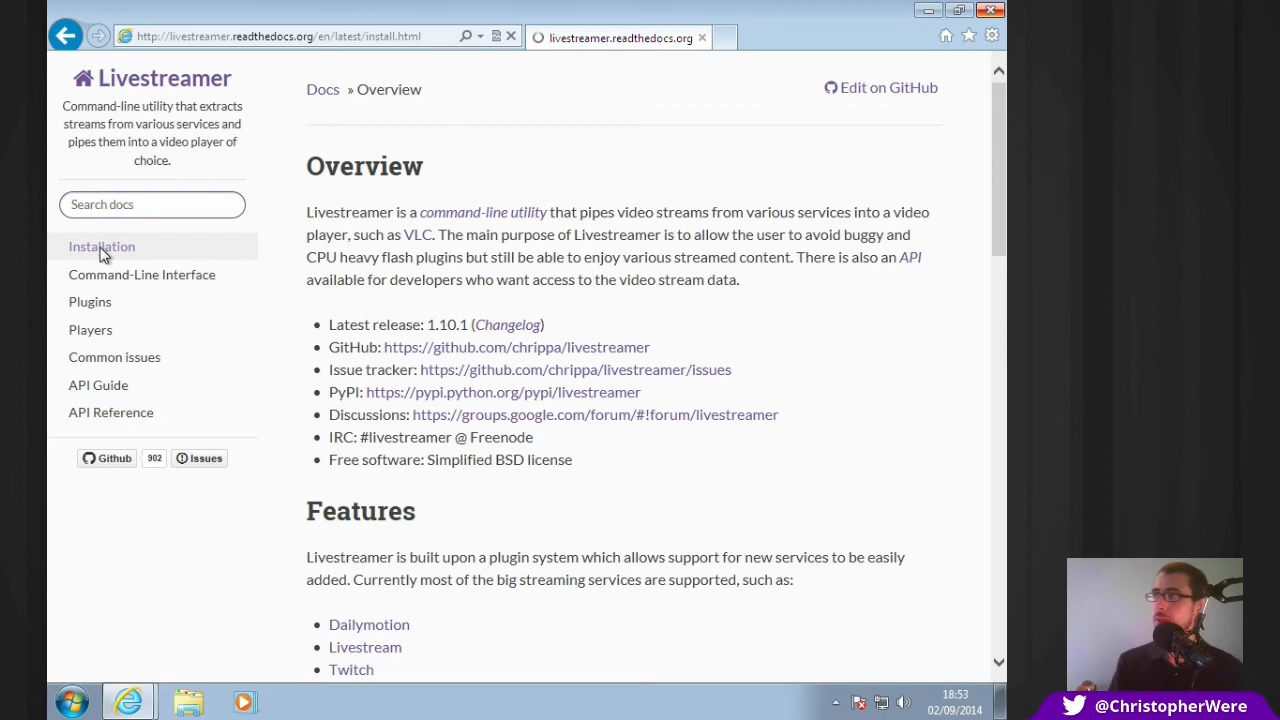 http://livestreamer.readthedocs.org/en/latest/install.html
livestreamer.readthedocs.org
Livestreamer
Command-line utility that extracts
streams from various services and
pipes them into a video player of
choice.
Search docs
Installation
Command-Line Interface
Plugins
Players
Common issues
API Guide
API Reference
Github 902 Issues
Docs » Overview
Edit on GitHub
Overview
Livestreamer is a command-line utility that pipes video streams from various services into a video
player, such as VLC. The main purpose of Livestreamer is to allow the user to avoid buggy and
CPU heavy flash plugins but still be able to enjoy various streamed content. There is also an API
available for developers who want access to the video stream data.
• Latest release: 1.10.1 (Changelog)
• GitHub: https://github.com/chrippa/livestreamer
• Issue tracker: https://github.com/chrippa/livestreamer/issues
• PyPI: https://pypi.python.org/pypi/livestreamer
• Discussions: https://groups.google.com/forum/#!forum/livestreamer
• IRC: #livestreamer @ Freenode
• Free software: Simplified BSD license
Features
Livestreamer is built upon a plugin system which allows support for new services to be easily
added. Currently most of the big streaming services are supported, such as:
• Dailymotion
• Livestream
• Twitch
18:53
02/09/2014
@ChristopherWere